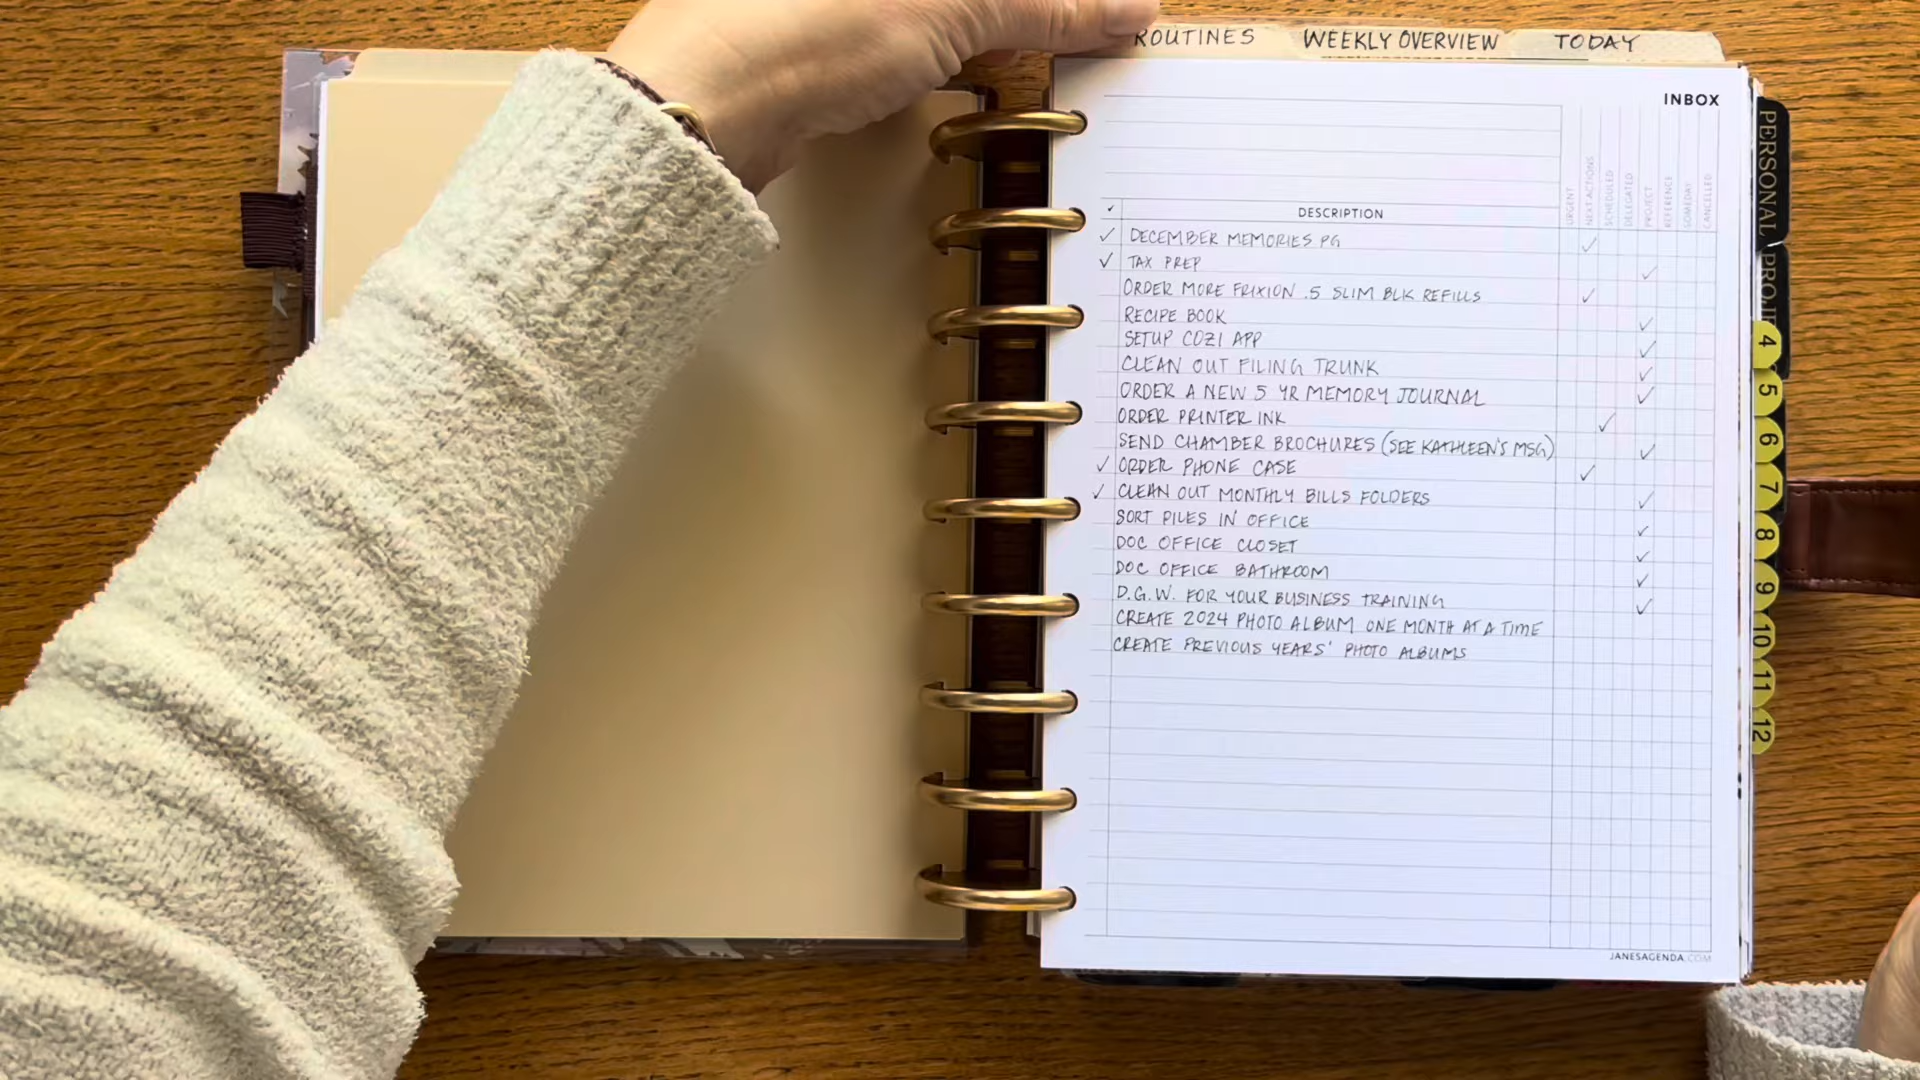 ROUTINES WEEKLY OVERVIEW TODAY
INBOX
PERSONAL
✓ DESCRIPTION URGENT NEXT ACTIONS SCHEDULED DELEGATED PROJECT REFERENCE SOMEDAY CANCELLED
✓ DECEMBER MEMORIES PG ✓
✓ TAX PREP ✓
ORDER MORE FRIXION .5 SLIM BLK REFILLS ✓
RECIPE BOOK ✓
SETUP COZI APP ✓
CLEAN OUT FILING TRUNK ✓
ORDER A NEW 5 YR MEMORY JOURNAL ✓
ORDER PRINTER INK ✓
SEND CHAMBER BROCHURES (SEE KATHLEEN'S MSG) ✓
✓ ORDER PHONE CASE ✓
✓ CLEAN OUT MONTHLY BILLS FOLDERS ✓
SORT PILES IN OFFICE ✓
DOC OFFICE CLOSET ✓
DOC OFFICE BATHROOM ✓
D.G.W. FOR YOUR BUSINESS TRAINING ✓
CREATE 2024 PHOTO ALBUM ONE MONTH AT A TIME
CREATE PREVIOUS YEARS' PHOTO ALBUMS
4
5
6
7
8
9
10
11
12
JANESAGENDA.COM